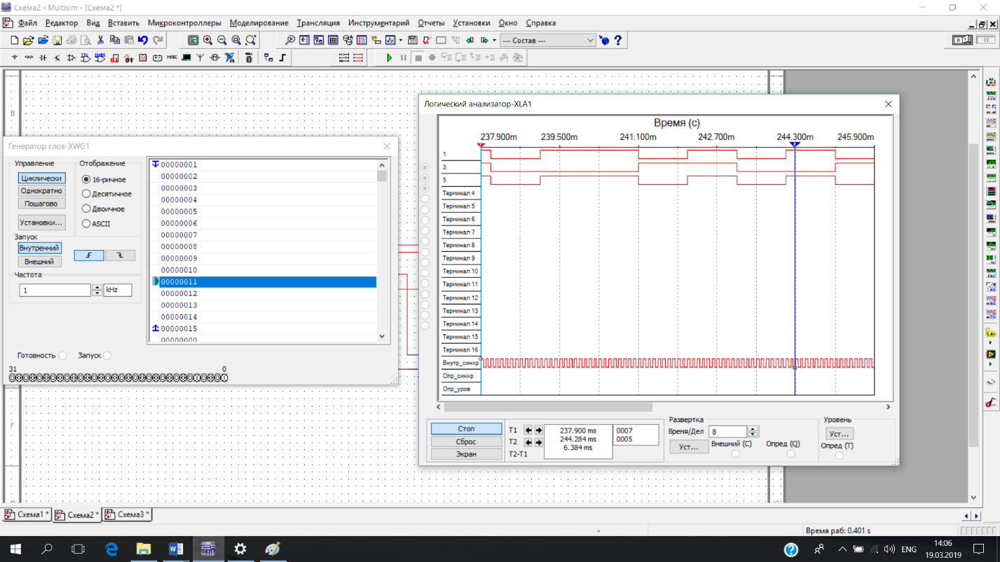 Схема2 - Multisim - [Схема2 *]
Файл Редактор Вид Вставить Микроконтроллеры Моделирование Трансляция Инструментарий Отчеты Установки Окно Справка
--- Состав ---
MISC
B
F
Генератор слов-XWG1
Управление
Циклически
Однократно
Пошагово
Установки...
Отображение
16-ричное
Десятичное
Двоичное
ASCII
Запуск
Внутренний
Внешний
Частота
1 kHz
00000001
00000002
00000003
00000004
00000005
00000006
00000007
00000008
00000009
00000010
00000011
00000012
00000013
00000014
00000015
00000000
Готовность Запуск
31 0
Логический анализатор-XLA1
Время (с)
237.900m 239.500m 241.100m 242.700m 244.300m 245.900m
1
3
5
Терминал 4
Терминал 5
Терминал 6
Терминал 7
Терминал 8
Терминал 9
Терминал 10
Терминал 11
Терминал 12
Терминал 13
Терминал 14
Терминал 15
Терминал 16
Внутр_синхр
Опр_синхр
Опр_уров
Стоп
Сброс
Экран
T1 237.900 ms 0007
T2 244.284 ms 0005
T2-T1 6.384 ms
Развертка
Время/Дел 8
Уст... Внешний (C) Опред (Q)
Уровень
Уст...
Опред (T)
Схема1 * Схема2 * Схема3 *
- Время раб: 0.401 s
ENG
14:06
19.03.2019